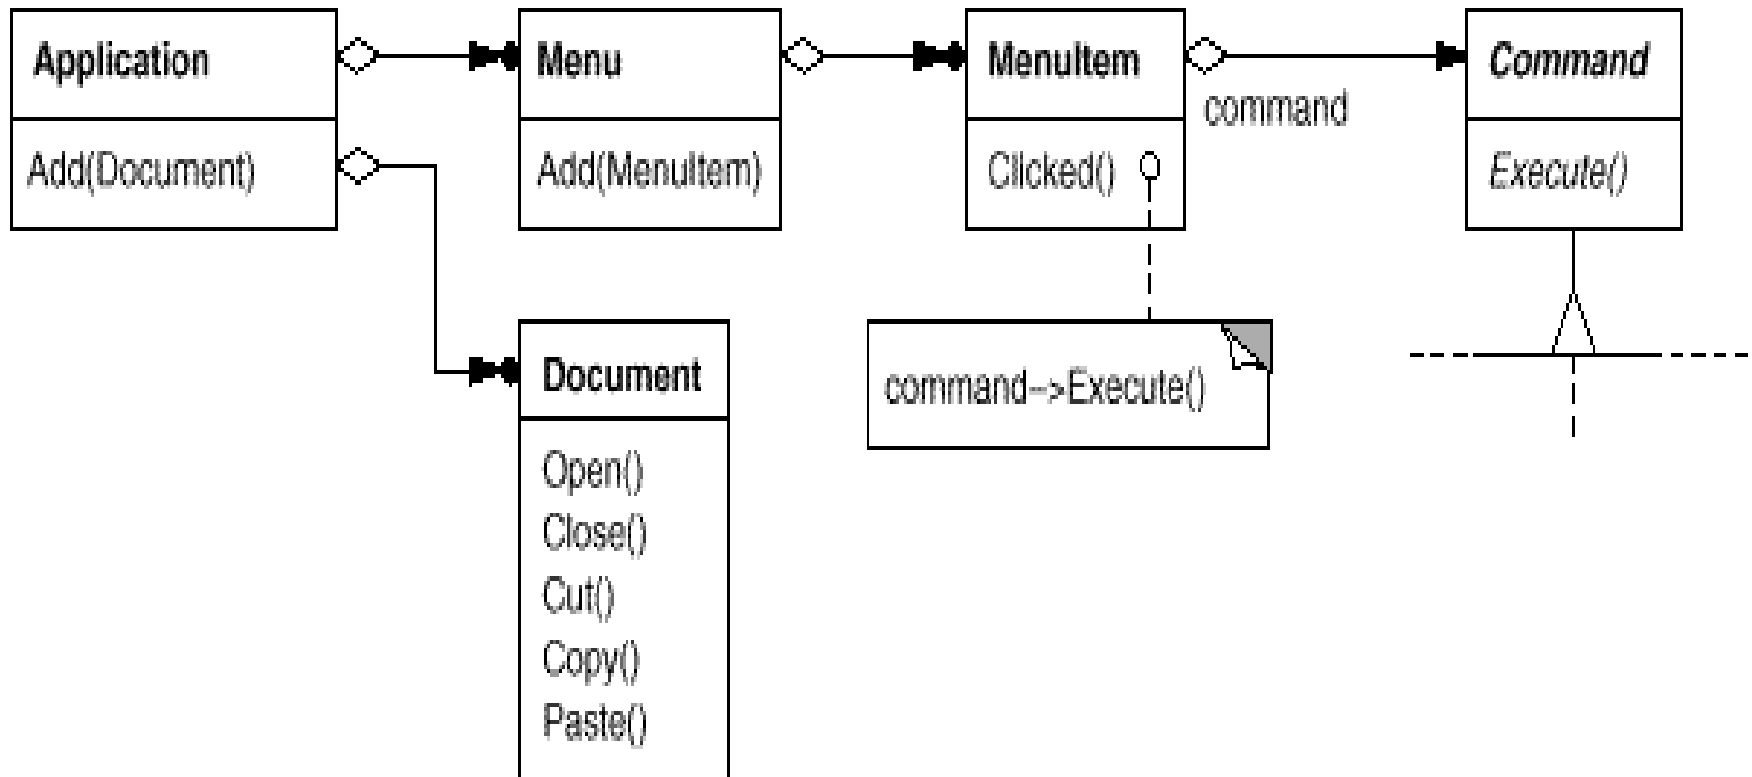 Application
Add(Document)
Menu
Add(MenuItem)
MenuItem
Clicked()
command
Command
Execute()
command-->Execute()
Document
Open()
Close()
Cut()
Copy()
Paste()